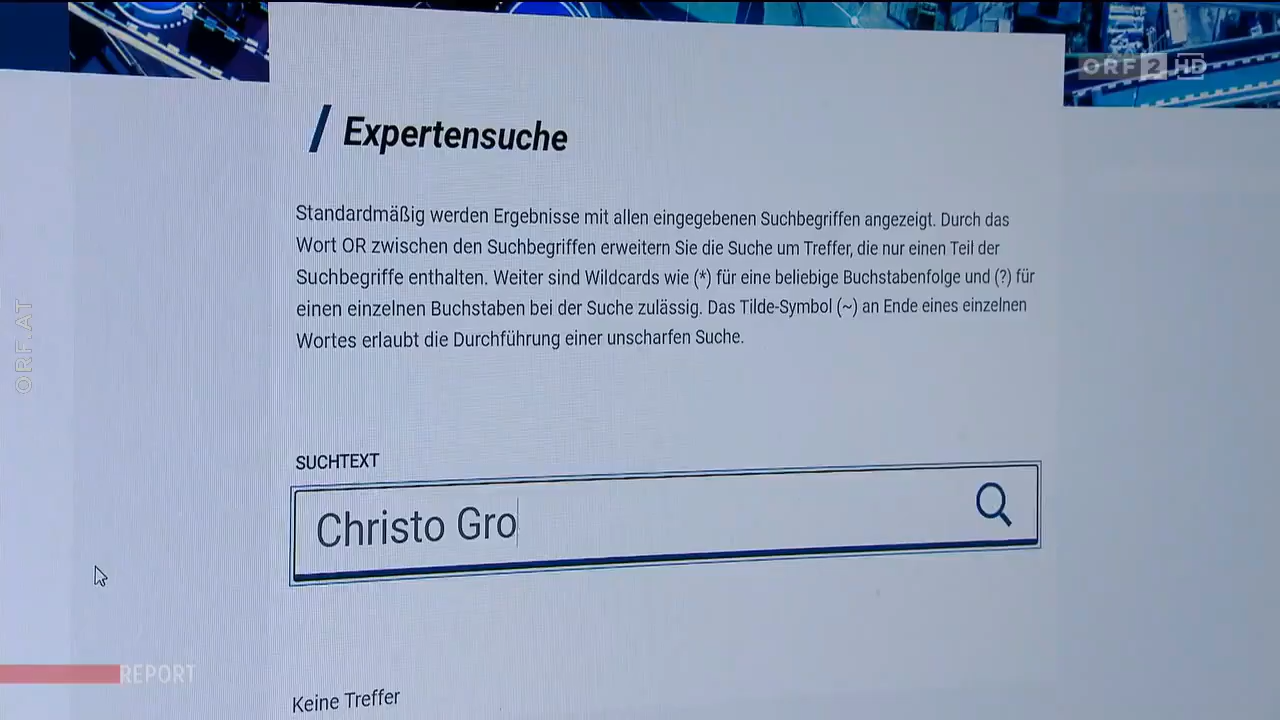 ORF 2 HD
Expertensuche
Standardmäßig werden Ergebnisse mit allen eingegebenen Suchbegriffen angezeigt. Durch das
Wort OR zwischen den Suchbegriffen erweitern Sie die Suche um Treffer, die nur einen Teil der
Suchbegriffe enthalten. Weiter sind Wildcards wie (*) für eine beliebige Buchstabenfolge und (?) für
einen einzelnen Buchstaben bei der Suche zulässig. Das Tilde-Symbol (~) an Ende eines einzelnen
Wortes erlaubt die Durchführung einer unscharfen Suche.
ORF.AT
SUCHTEXT
Christo Gro
REPORT
Keine Treffer